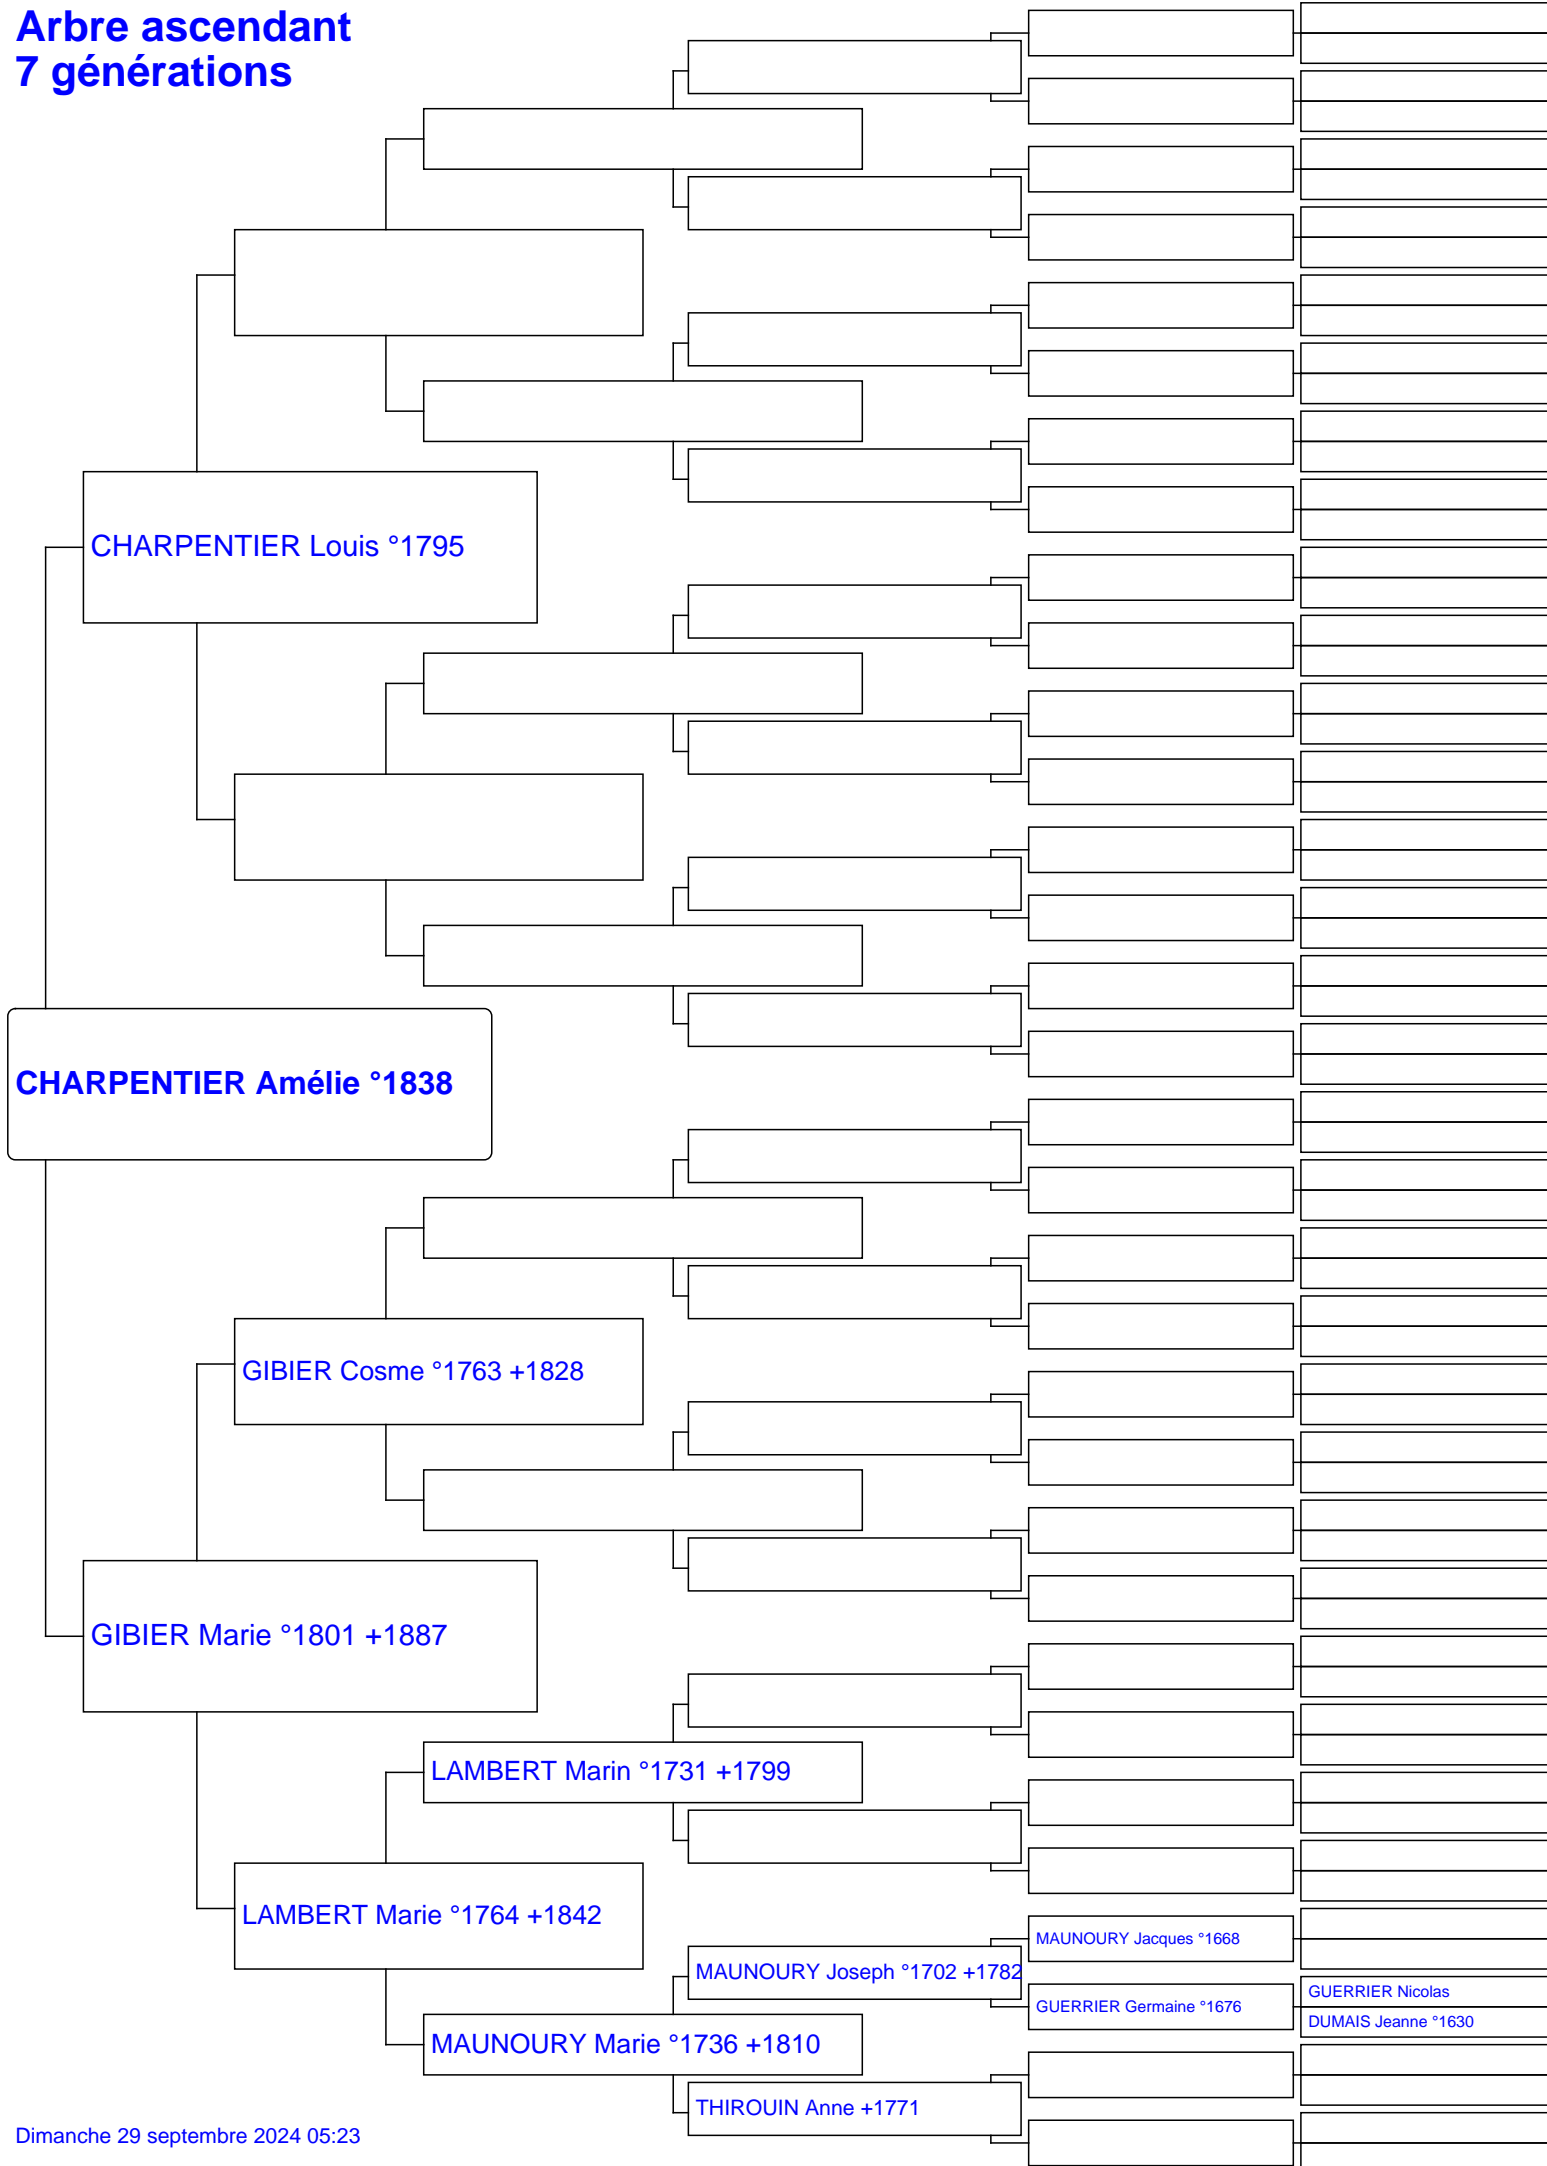 Arbre ascendant
7 générations
CHARPENTIER Louis °1795
CHARPENTIER Amélie °1838
GIBIER Cosme °1763 +1828
GIBIER Marie °1801 +1887
LAMBERT Marin °1731 +1799
LAMBERT Marie °1764 +1842
MAUNOURY Jacques °1668
MAUNOURY Joseph °1702 +1782
GUERRIER Nicolas
GUERRIER Germaine °1676
DUMAIS Jeanne °1630
MAUNOURY Marie °1736 +1810
THIROUIN Anne +1771
Dimanche 29 septembre 2024 05:23